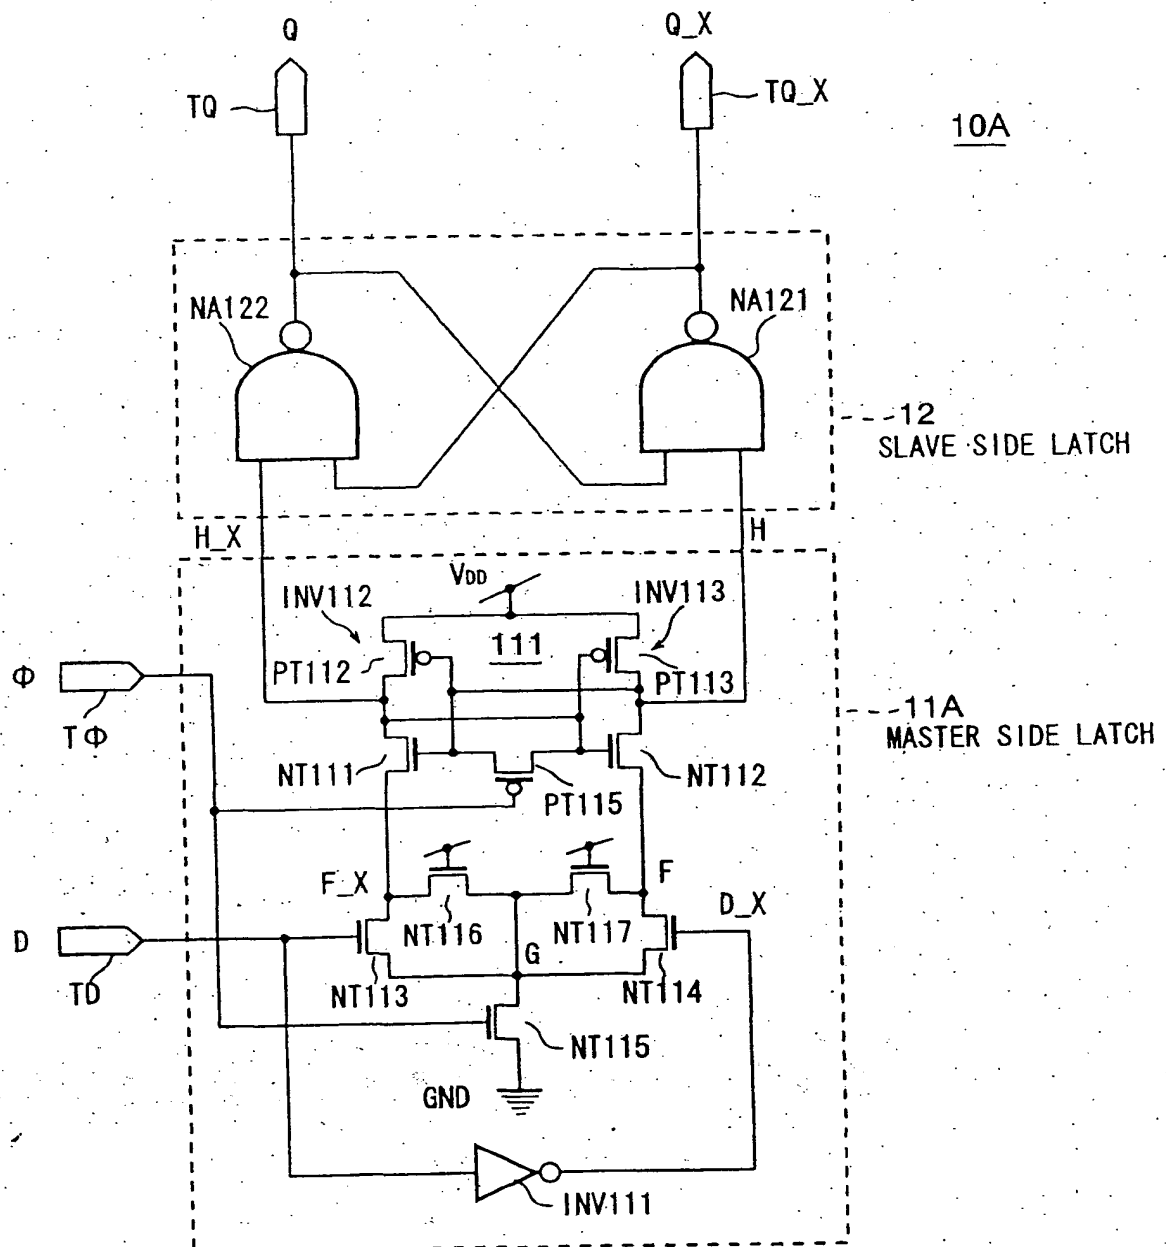 Q
Q_X
TQ
TQ_X
10A
NA122
NA121
12
SLAVE SIDE LATCH
H_X
H
VDD
INV112
INV113
111
PT112
PT113
Φ
TΦ
11A
MASTER SIDE LATCH
NT111
NT112
PT115
F_X
F
D_X
NT116
NT117
D
TD
G
NT113
NT114
NT115
GND
INV111